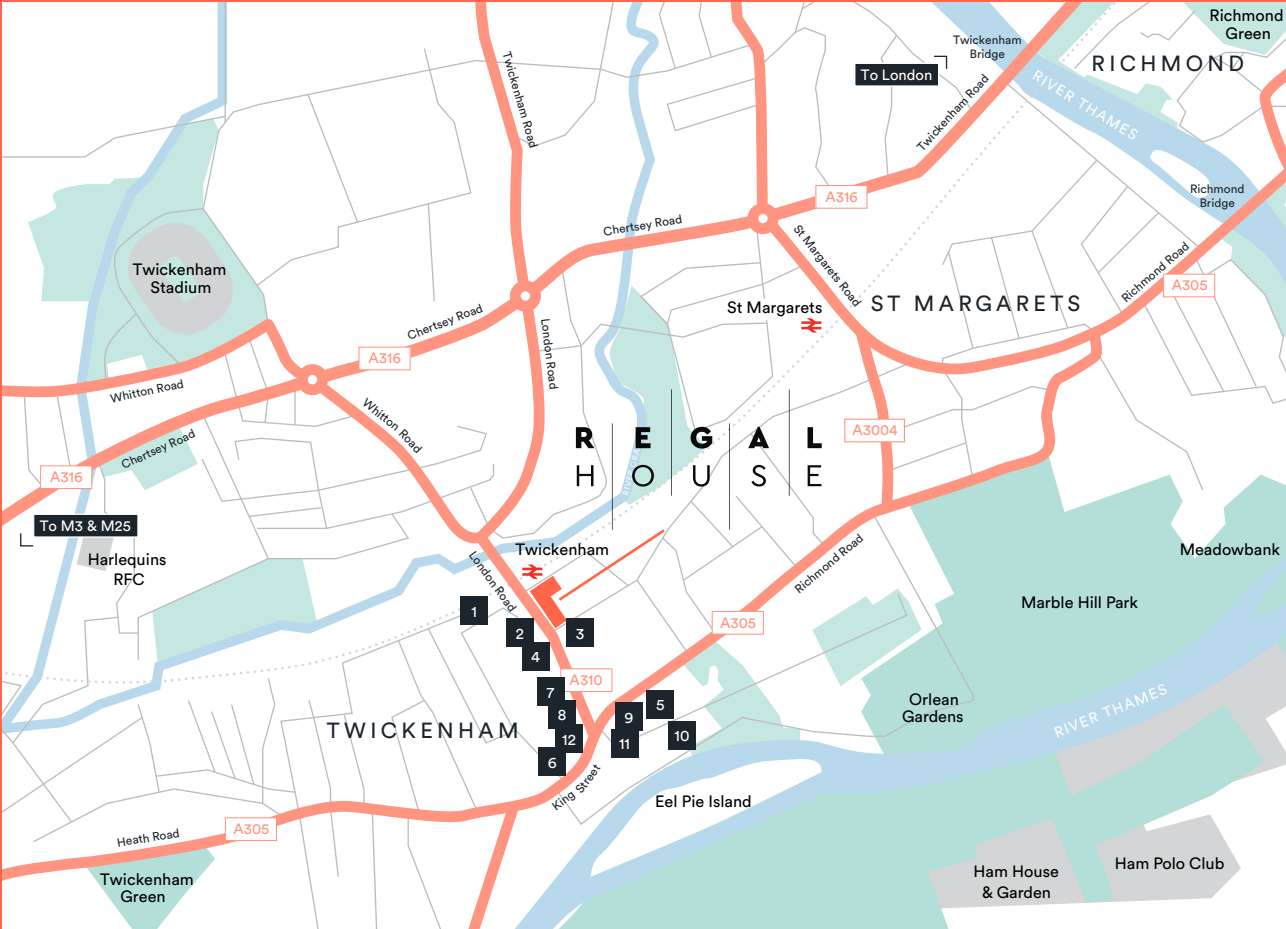 Richmond
Green
Twickenham
Bridge
RICHMOND
To London
RIVER THAMES
Twickenham Road
Twickenham Road
A316
Richmond
Bridge
Chertsey Road
St Margarets Road
Richmond Road
A305
Twickenham
Stadium
St Margarets
ST MARGARETS
Chertsey Road
London Road
A316
Whitton Road
Whitton Road
Chertsey Road
REGAL
HOUSE
A3004
A316
To M3 & M25
Harlequins
RFC
Twickenham
London Road
Richmond Road
Meadowbank
Marble Hill Park
1
2
3
4
A305
A310
7
5
8
9
10
12
11
6
TWICKENHAM
Orlean
Gardens
RIVER THAMES
King Street
Eel Pie Island
Heath Road
A305
Twickenham
Green
Ham House
& Garden
Ham Polo Club